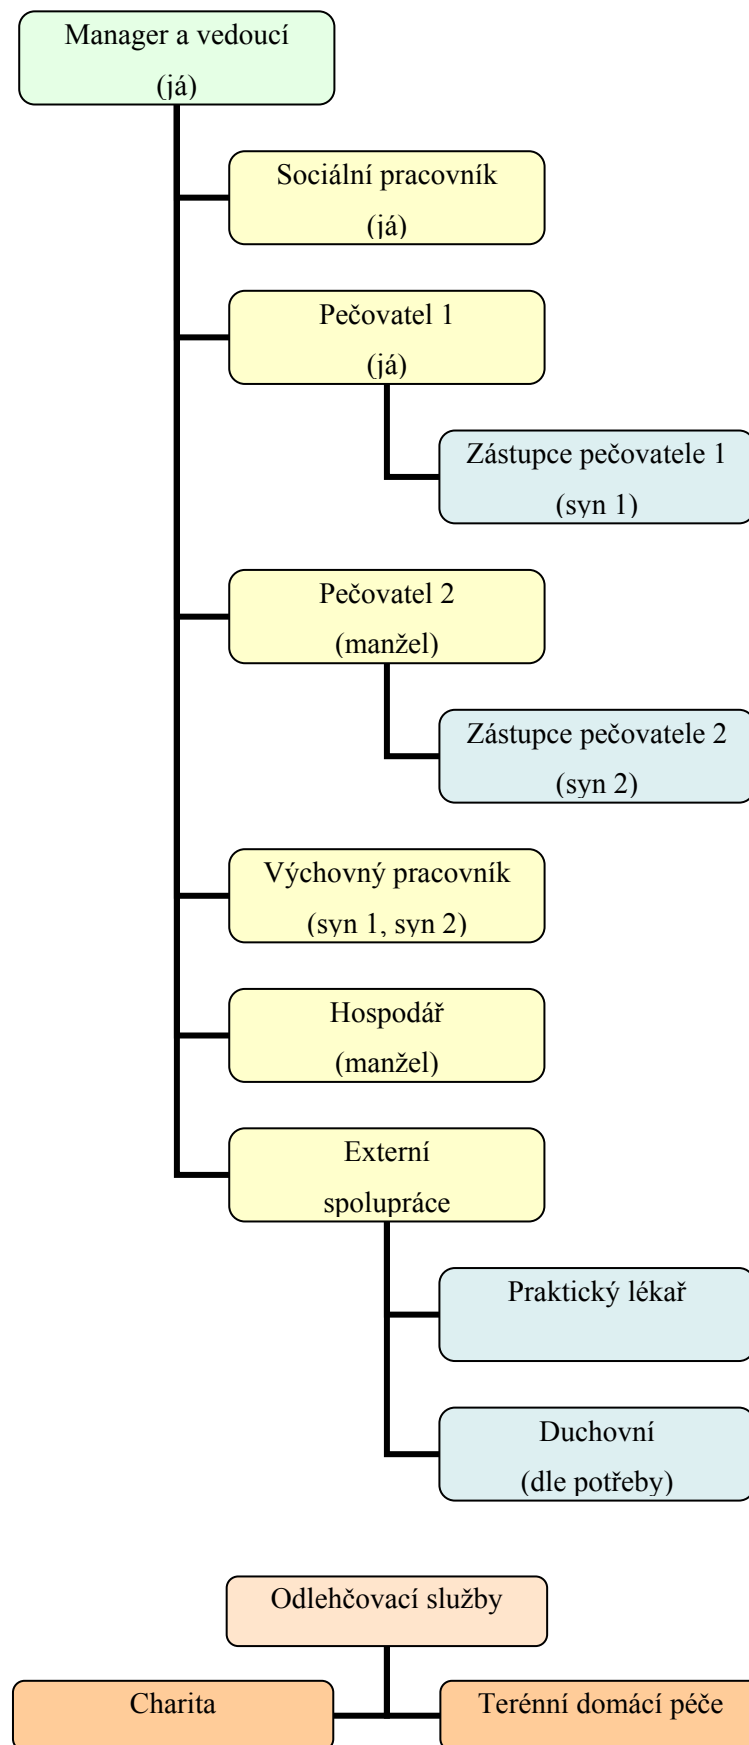 Manager a vedoucí
(já)
Sociální pracovník
(já)
Pečovatel 1
(já)
Zástupce pečovatele 1
(syn 1)
Pečovatel 2
(manžel)
Zástupce pečovatele 2
(syn 2)
Výchovný pracovník
(syn 1, syn 2)
Hospodář
(manžel)
Externí
spolupráce
Praktický lékař
Duchovní
(dle potřeby)
Odlehčovací služby
Charita
Terénní domácí péče